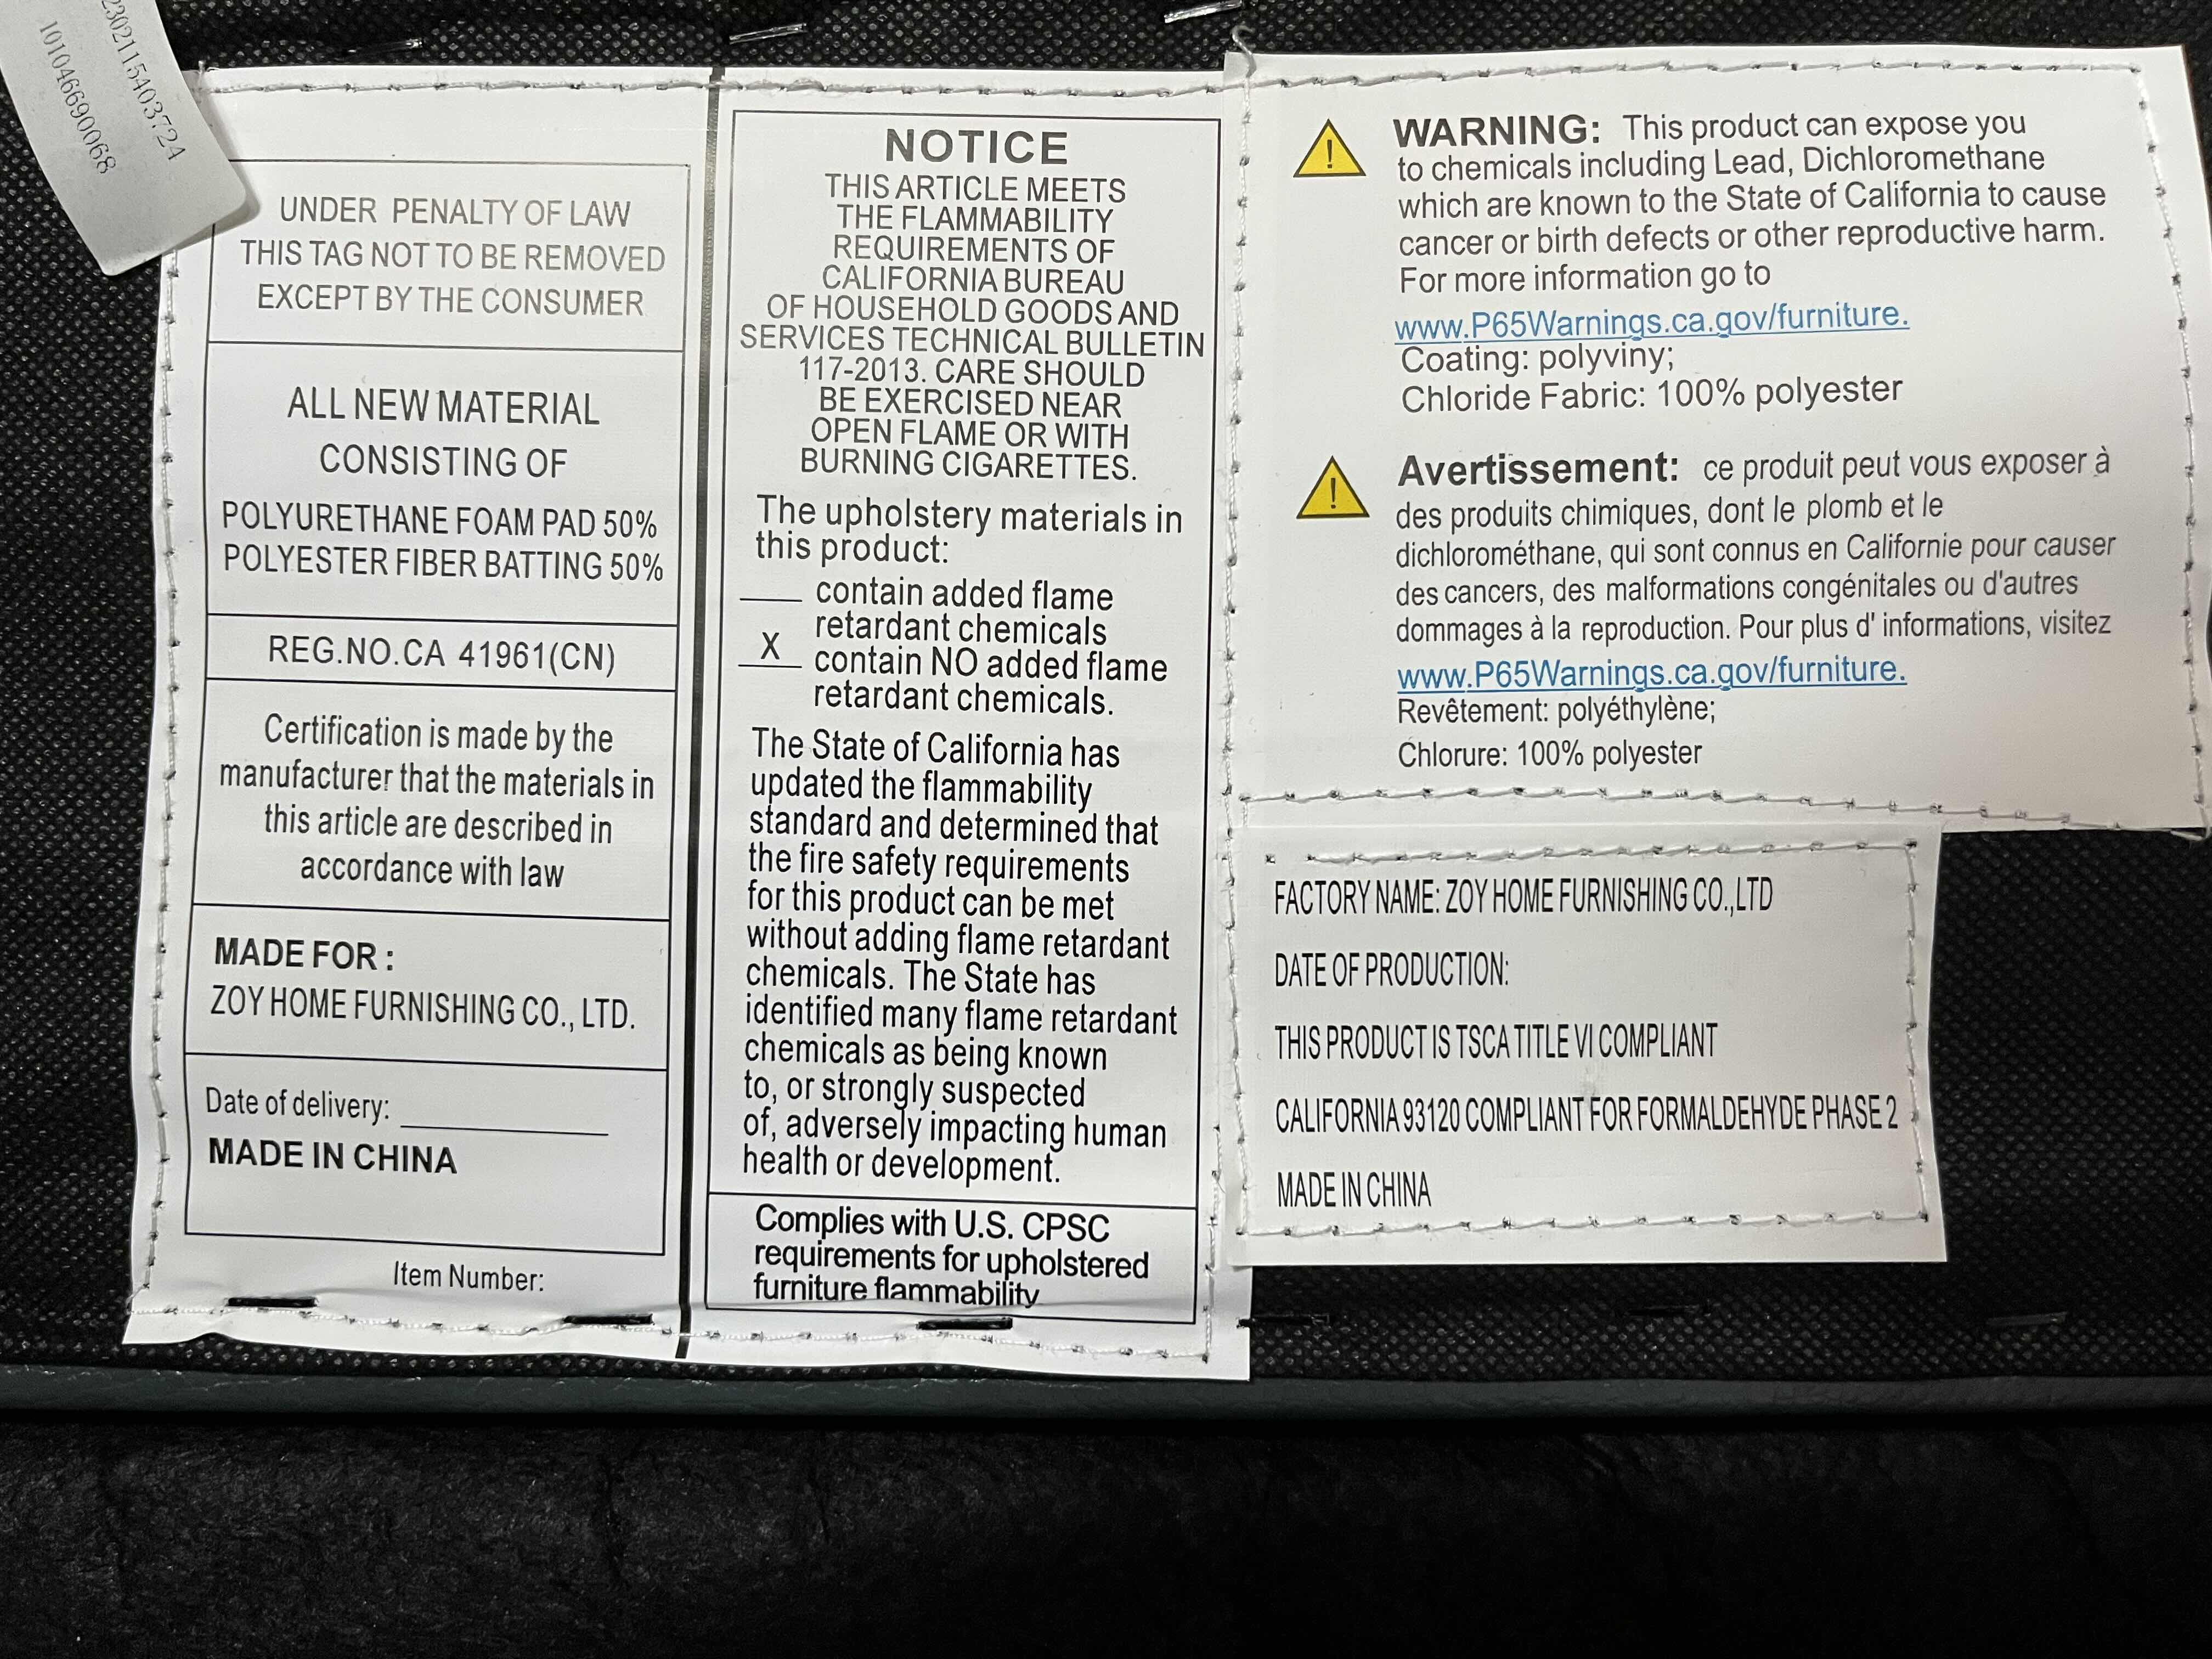 2302115403724
101046690068
UNDER PENALTY OF LAW
THIS TAG NOT TO BE REMOVED
EXCEPT BY THE CONSUMER
ALL NEW MATERIAL
CONSISTING OF
POLYURETHANE FOAM PAD 50%
POLYESTER FIBER BATTING 50%
REG.NO.CA 41961(CN)
Certification is made by the
manufacturer that the materials in
this article are described in
accordance with law
MADE FOR :
ZOY HOME FURNISHING CO., LTD.
Date of delivery:
MADE IN CHINA
Item Number:
NOTICE
THIS ARTICLE MEETS
THE FLAMMABILITY
REQUIREMENTS OF
CALIFORNIA BUREAU
OF HOUSEHOLD GOODS AND
SERVICES TECHNICAL BULLETIN
117-2013. CARE SHOULD
BE EXERCISED NEAR
OPEN FLAME OR WITH
BURNING CIGARETTES.
The upholstery materials in
this product:
contain added flame
retardant chemicals
X contain NO added flame
retardant chemicals.
The State of California has
updated the flammability
standard and determined that
the fire safety requirements
for this product can be met
without adding flame retardant
chemicals. The State has
identified many flame retardant
chemicals as being known
to, or strongly suspected
of, adversely impacting human
health or development.
Complies with U.S. CPSC
requirements for upholstered
furniture flammability
WARNING: This product can expose you
to chemicals including Lead, Dichloromethane
which are known to the State of California to cause
cancer or birth defects or other reproductive harm.
For more information go to
www.P65Warnings.ca.gov/furniture.
Coating: polyviny;
Chloride Fabric: 100% polyester
Avertissement: ce produit peut vous exposer à
des produits chimiques, dont le plomb et le
dichlorométhane, qui sont connus en Californie pour causer
des cancers, des malformations congénitales ou d'autres
dommages à la reproduction. Pour plus d' informations, visitez
www.P65Warnings.ca.gov/furniture.
Revêtement: polyéthylène;
Chlorure: 100% polyester
FACTORY NAME: ZOY HOME FURNISHING CO.,LTD
DATE OF PRODUCTION:
THIS PRODUCT IS TSCA TITLE VI COMPLIANT
CALIFORNIA 93120 COMPLIANT FOR FORMALDEHYDE PHASE 2
MADE IN CHINA